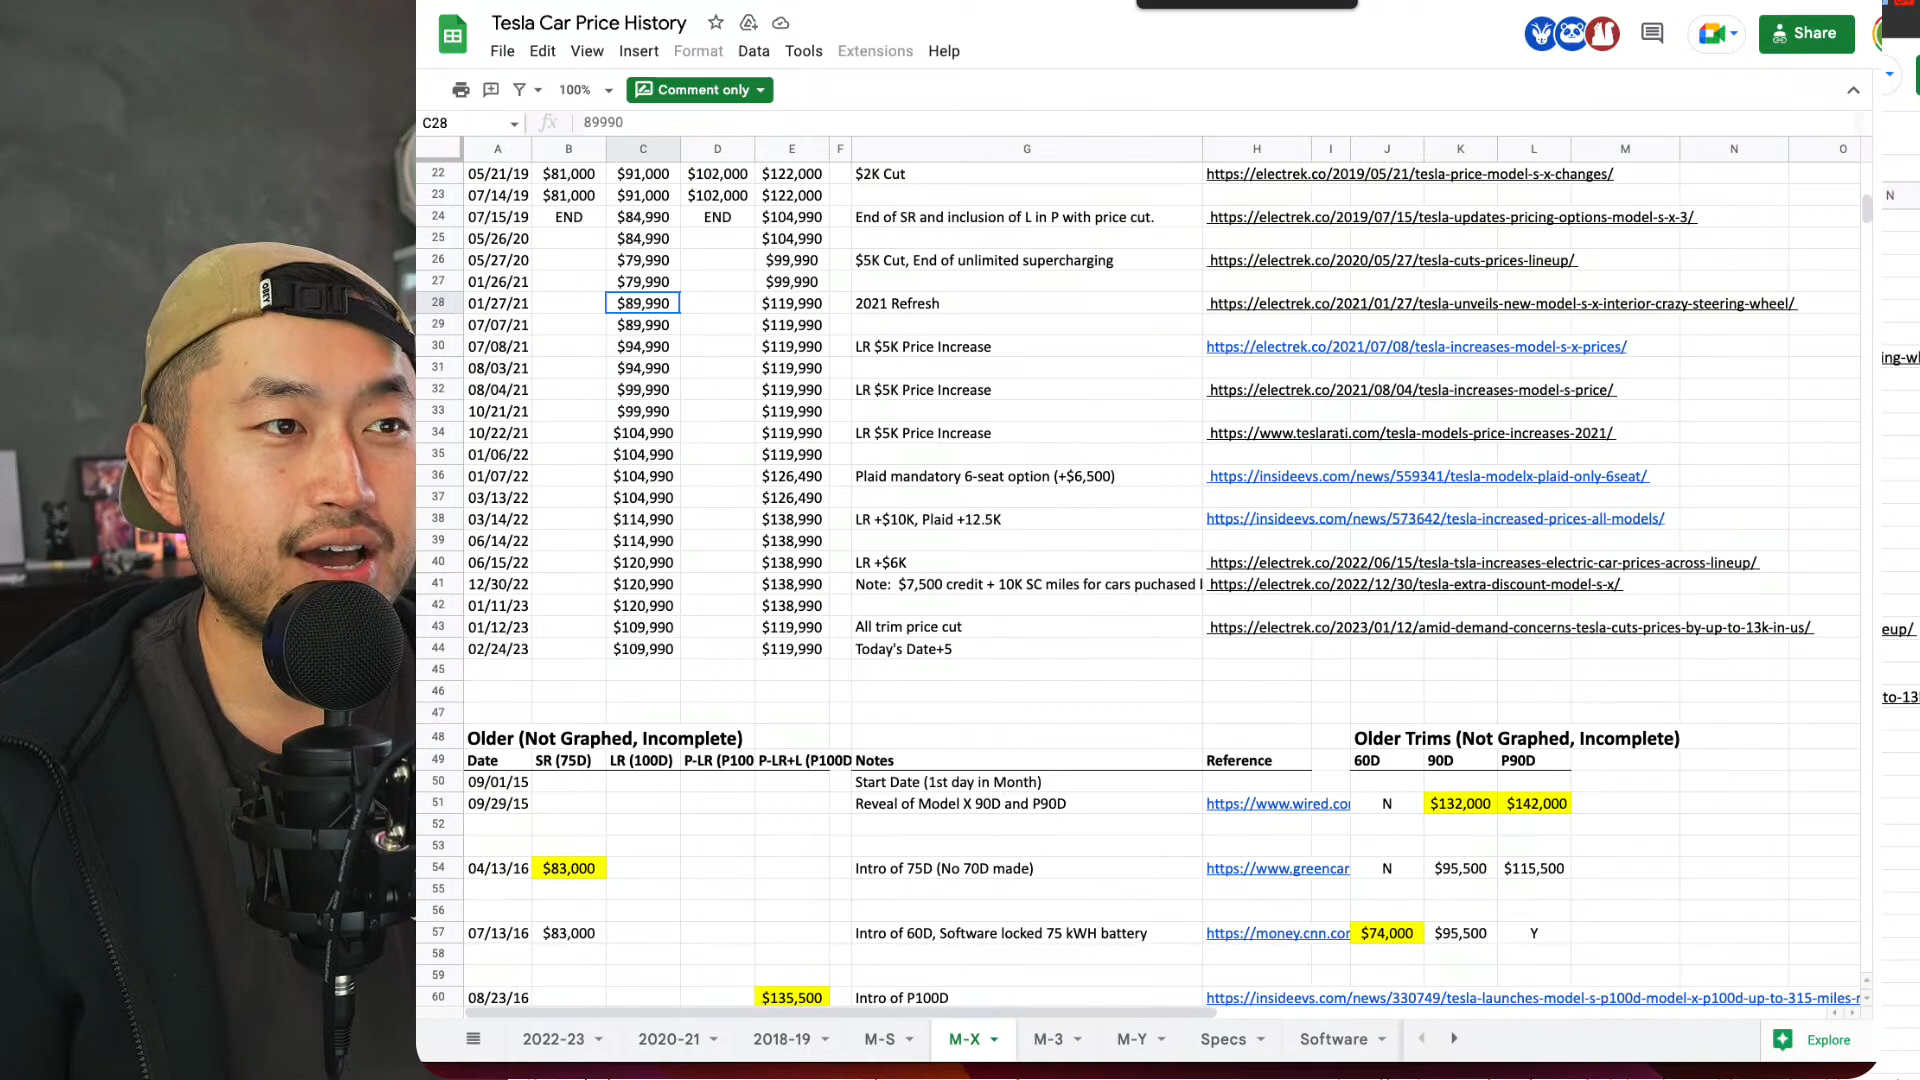 Tesla Car Price History
Share
File Edit View Insert Format Data Tools Extensions Help
100% Comment only
C28 fx 89990
A B C D E F G H I J K L M N O
22 05/21/19 $81,000 $91,000 $102,000 $122,000 $2K Cut https://electrek.co/2019/05/21/tesla-price-model-s-x-changes/
23 07/14/19 $81,000 $91,000 $102,000 $122,000
N
24 07/15/19 END $84,990 END $104,990 End of SR and inclusion of L in P with price cut. https://electrek.co/2019/07/15/tesla-updates-pricing-options-model-s-x-3/
25 05/26/20 $84,990 $104,990
26 05/27/20 $79,990 $99,990 $5K Cut, End of unlimited supercharging https://electrek.co/2020/05/27/tesla-cuts-prices-lineup/
27 01/26/21 $79,990 $99,990
28 01/27/21 $89,990 $119,990 2021 Refresh https://electrek.co/2021/01/27/tesla-unveils-new-model-s-x-interior-crazy-steering-wheel/
29 07/07/21 $89,990 $119,990
30 07/08/21 $94,990 $119,990 LR $5K Price Increase https://electrek.co/2021/07/08/tesla-increases-model-s-x-prices/
ing-wh
31 08/03/21 $94,990 $119,990
32 08/04/21 $99,990 $119,990 LR $5K Price Increase https://electrek.co/2021/08/04/tesla-increases-model-s-price/
33 10/21/21 $99,990 $119,990
34 10/22/21 $104,990 $119,990 LR $5K Price Increase https://www.teslarati.com/tesla-models-price-increases-2021/
35 01/06/22 $104,990 $119,990
36 01/07/22 $104,990 $126,490 Plaid mandatory 6-seat option (+$6,500) https://insideevs.com/news/559341/tesla-modelx-plaid-only-6seat/
37 03/13/22 $104,990 $126,490
38 03/14/22 $114,990 $138,990 LR +$10K, Plaid +12.5K https://insideevs.com/news/573642/tesla-increased-prices-all-models/
39 06/14/22 $114,990 $138,990
40 06/15/22 $120,990 $138,990 LR +$6K https://electrek.co/2022/06/15/tesla-tsla-increases-electric-car-prices-across-lineup/
41 12/30/22 $120,990 $138,990 Note: $7,500 credit + 10K SC miles for cars puchased https://electrek.co/2022/12/30/tesla-extra-discount-model-s-x/
42 01/11/23 $120,990 $138,990
43 01/12/23 $109,990 $119,990 All trim price cut https://electrek.co/2023/01/12/amid-demand-concerns-tesla-cuts-prices-by-up-to-13k-in-us/
eup/
44 02/24/23 $109,990 $119,990 Today's Date+5
45
46
to-13
47
48 Older (Not Graphed, Incomplete) Older Trims (Not Graphed, Incomplete)
49 Date SR (75D) LR (100D) P-LR (P100 P-LR+L (P100D Notes Reference 60D 90D P90D
50 09/01/15 Start Date (1st day in Month)
51 09/29/15 Reveal of Model X 90D and P90D https://www.wired.co N $132,000 $142,000
52
53
54 04/13/16 $83,000 Intro of 75D (No 70D made) https://www.greencar N $95,500 $115,500
55
56
57 07/13/16 $83,000 Intro of 60D, Software locked 75 kWH battery https://money.cnn.co $74,000 $95,500 Y
58
59
60 08/23/16 $135,500 Intro of P100D https://insideevs.com/news/330749/tesla-launches-model-s-p100d-model-x-p100d-up-to-315-miles-
2022-23 2020-21 2018-19 M-S M-X M-3 M-Y Specs Software Explore